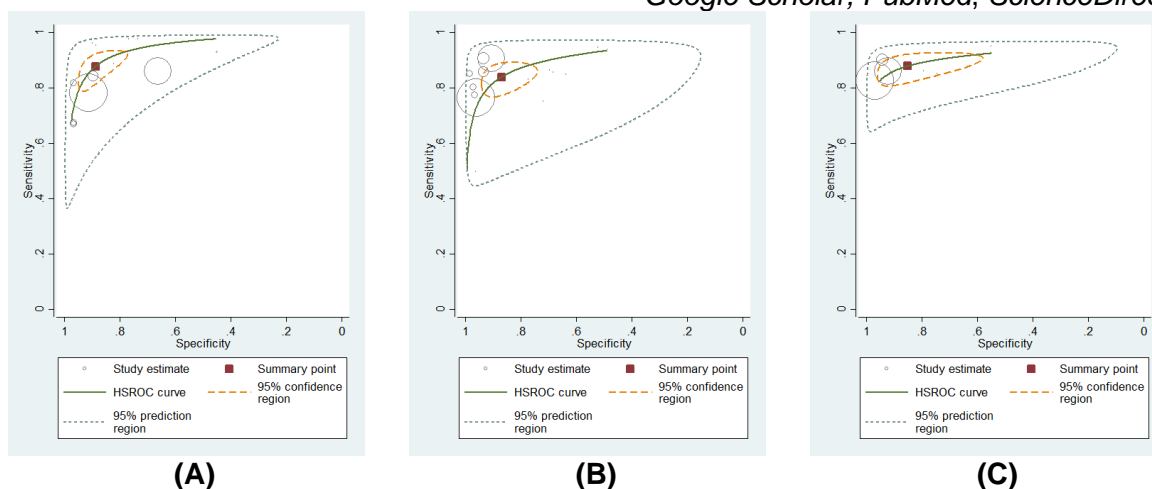 Google Scholar, PubMed, ScienceDirec
1
.8
.6
.4
.2
0
Sensitivity
1
.8
.6
.4
.2
0
Specificity
Study estimate
Summary point
HSROC curve
95% confidence
region
95% prediction
region
(A)
1
.8
.6
.4
.2
0
Sensitivity
1
.8
.6
.4
.2
0
Specificity
Study estimate
Summary point
HSROC curve
95% confidence
region
95% prediction
region
(B)
1
.8
.6
.4
.2
0
Sensitivity
1
.8
.6
.4
.2
0
Specificity
Study estimate
Summary point
HSROC curve
95% confidence
region
95% prediction
region
(C)